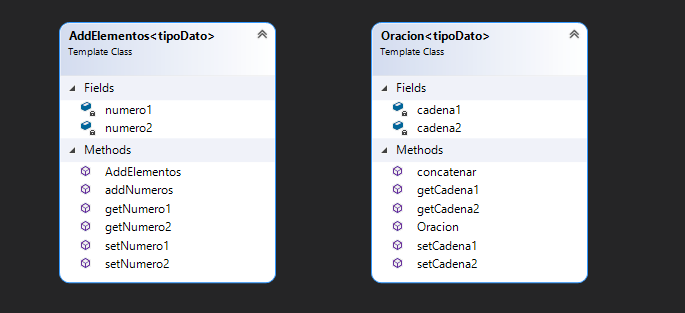 AddElementos<tipoDato>
Template Class
Fields
numero1
numero2
Methods
AddElementos
addNumeros
getNumero1
getNumero2
setNumero1
setNumero2
Oracion<tipoDato>
Template Class
Fields
cadena1
cadena2
Methods
concatenar
getCadena1
getCadena2
Oracion
setCadena1
setCadena2